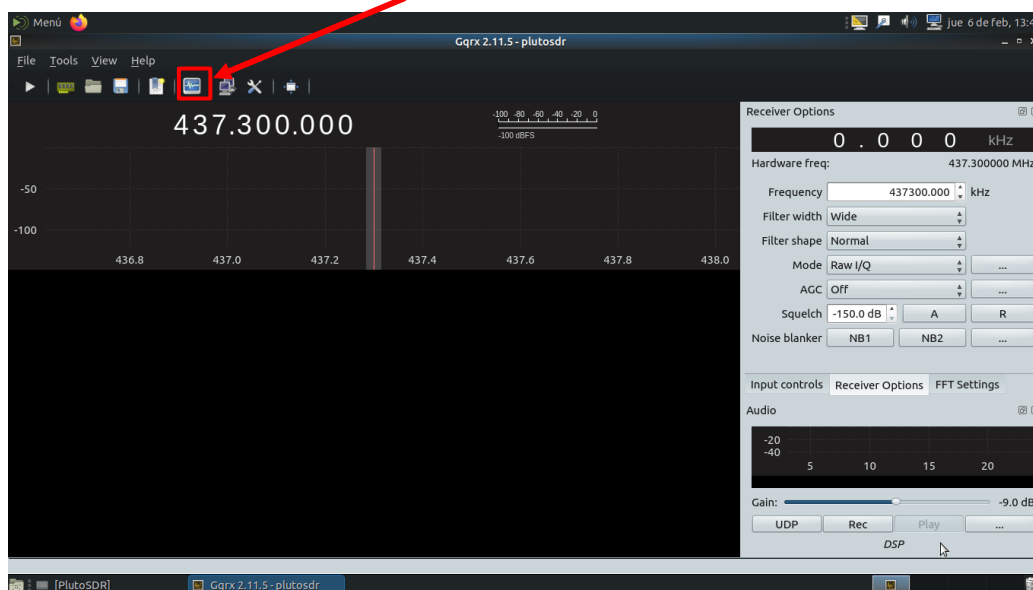 Menú
jue 6 de feb, 13:4
Gqrx 2.11.5 - plutosdr
File Tools View Help
437.300.000
-100 -80 -60 -40 -20 0
-100 dBFS
-50
-100
436.8 437.0 437.2 437.4 437.6 437.8 438.0
Receiver Options
0.000 kHz
Hardware freq: 437.300000 MHz
Frequency 437300.000 kHz
Filter width Wide
Filter shape Normal
Mode Raw I/Q ...
AGC Off ...
Squelch -150.0 dB A R
Noise blanker NB1 NB2 ...
Input controls Receiver Options FFT Settings
Audio
-20
-40
5 10 15 20
Gain: -9.0 dB
UDP Rec Play ...
DSP
[PlutoSDR] Gqrx 2.11.5 - plutosdr